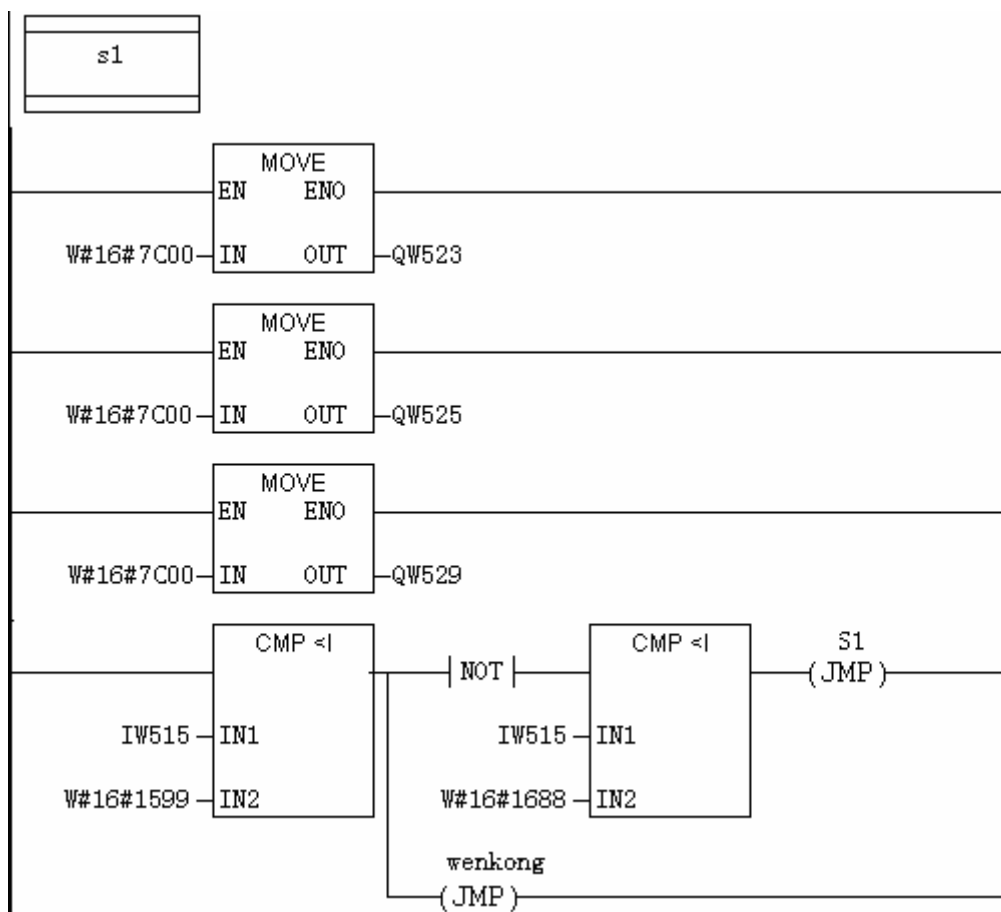 s1
MOVE
EN ENO
W#16#7C00 IN OUT QW523
MOVE
EN ENO
W#16#7C00 IN OUT QW525
MOVE
EN ENO
W#16#7C00 IN OUT QW529
CMP <I NOT CMP <I S1
(JMP)
IW515 IN1 IW515 IN1
W#16#1599 IN2 W#16#1688 IN2
wenkong
(JMP)